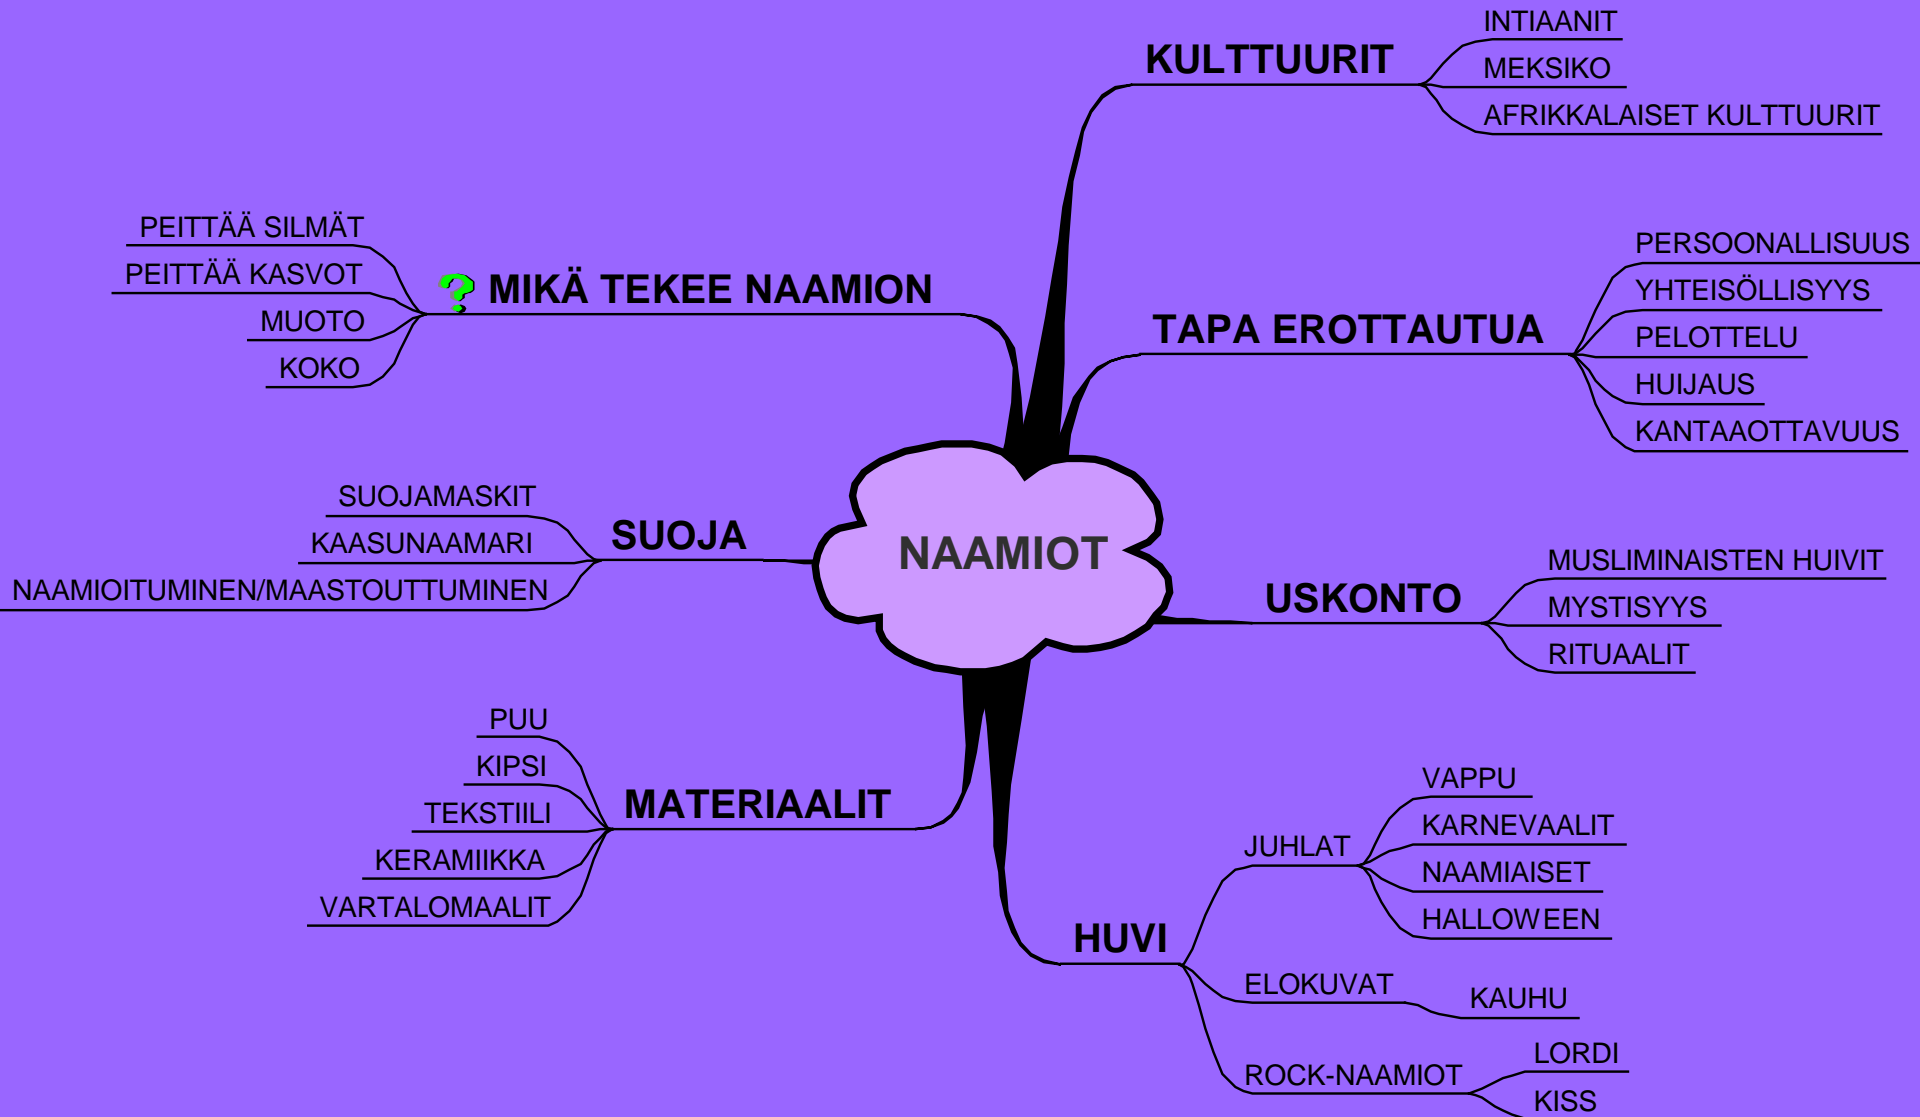 NAAMIOT
KULTTUURIT
INTIAANIT
MEKSIKO
AFRIKKALAISET KULTTUURIT
TAPA EROTTAUTUA
PERSOONALLISUUS
YHTEISÖLLISYYS
PELOTTELU
HUIJAUS
KANTAAOTTAVUUS
USKONTO
MUSLIMINAISTEN HUIVIT
MYSTISYYS
RITUAALIT
HUVI
JUHLAT
VAPPU
KARNEVAALIT
NAAMIAISET
HALLOWEEN
ELOKUVAT
KAUHU
ROCK-NAAMIOT
LORDI
KISS
? MIKÄ TEKEE NAAMION
PEITTÄÄ SILMÄT
PEITTÄÄ KASVOT
MUOTO
KOKO
SUOJA
SUOJAMASKIT
KAASUNAAMARI
NAAMIOITUMINEN/MAASTOUTTUMINEN
MATERIAALIT
PUU
KIPSI
TEKSTIILI
KERAMIIKKA
VARTALOMAALIT